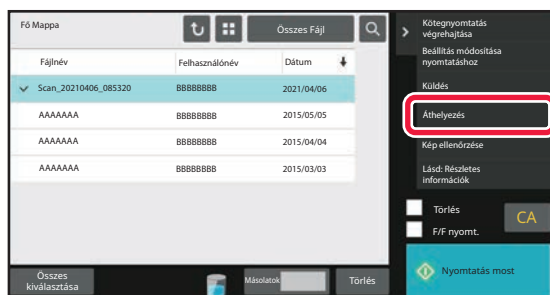 Fő Mappa
Összes Fájl
Fájlnév Felhasználónév Dátum
Scan_20210406_085320 BBBBBBBB 2021/04/06
AAAAAAA BBBBBBBB 2015/05/05
AAAAAAA BBBBBBBB 2015/04/04
AAAAAAA BBBBBBBB 2015/03/03
Összes
kiválasztása
Másolatok
Törlés
Kötegnyomtatás
végrehajtása
Beállítás módosítása
nyomtatáshoz
Küldés
Áthelyezés
Kép ellenőrzése
Lásd: Részletes
információk
Törlés
F/F nyomt.
CA
Nyomtatás most